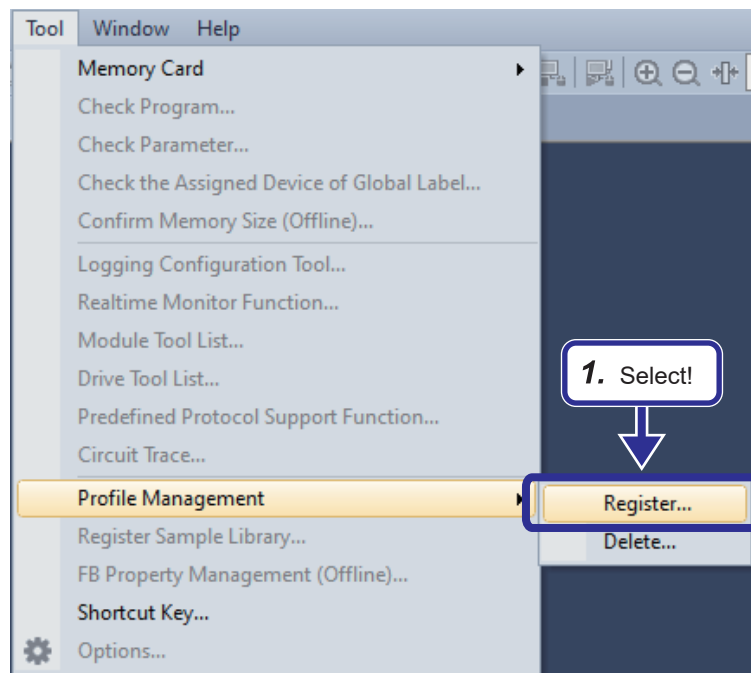 Tool Window Help
Memory Card
Check Program...
Check Parameter...
Check the Assigned Device of Global Label...
Confirm Memory Size (Offline)...
Logging Configuration Tool...
Realtime Monitor Function...
Module Tool List...
Drive Tool List...
1. Select!
Predefined Protocol Support Function...
Circuit Trace...
Profile Management
Register...
Register Sample Library...
Delete...
FB Property Management (Offline)...
Shortcut Key...
Options...